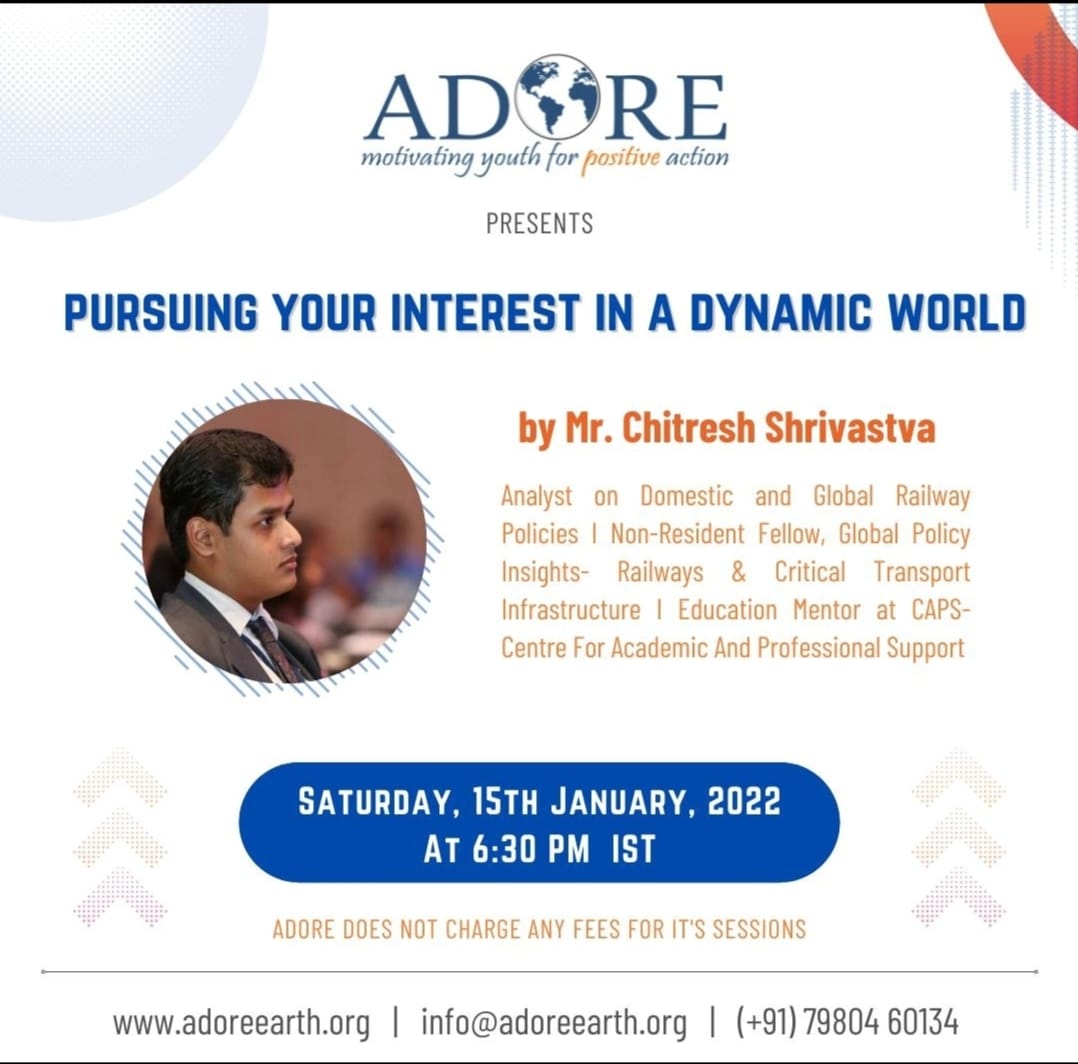 ADORE
motivating youth for positive action
PRESENTS
PURSUING YOUR INTEREST IN A DYNAMIC WORLD
by Mr. Chitresh Shrivastva
Analyst on Domestic and Global Railway
Policies I Non-Resident Fellow, Global Policy
Insights- Railways & Critical Transport
Infrastructure I Education Mentor at CAPS-
Centre For Academic And Professional Support
SATURDAY, 15TH JANUARY, 2022
AT 6:30 PM IST
ADORE DOES NOT CHARGE ANY FEES FOR IT'S SESSIONS
www.adoreearth.org | info@adoreearth.org | (+91) 79804 60134